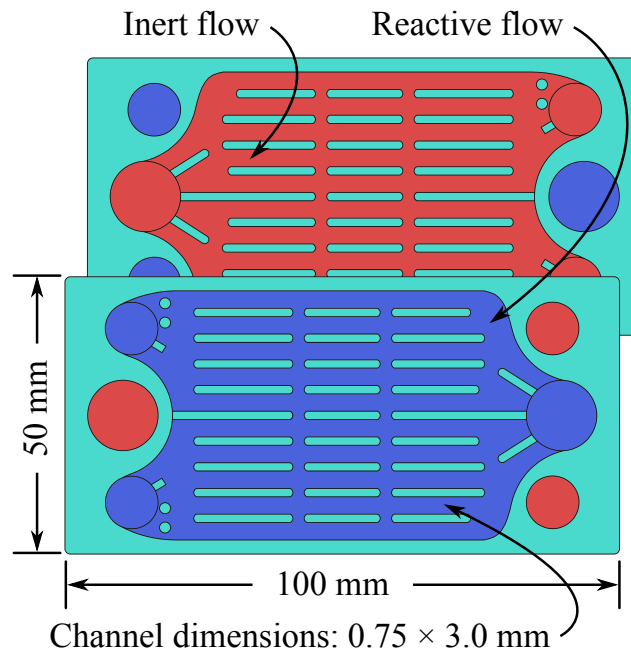 Inert flow
Reactive flow
50 mm
100 mm
Channel dimensions: 0.75 × 3.0 mm